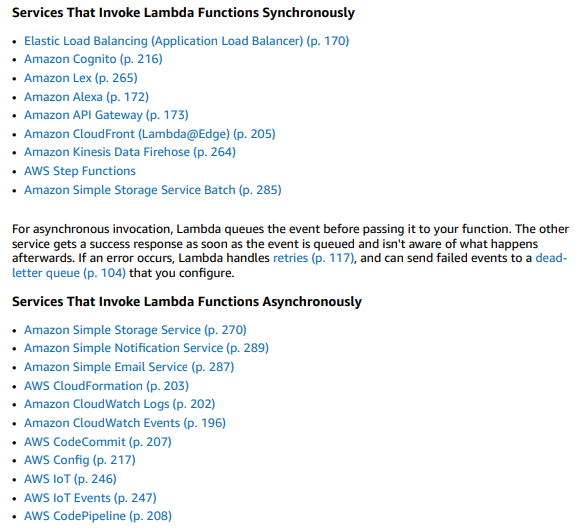 Services That Invoke Lambda Functions Synchronously
• Elastic Load Balancing (Application Load Balancer) (p. 170)
• Amazon Cognito (p. 216)
• Amazon Lex (p. 265)
• Amazon Alexa (p. 172)
• Amazon API Gateway (p. 173)
• Amazon CloudFront (Lambda@Edge) (p. 205)
• Amazon Kinesis Data Firehose (p. 264)
• AWS Step Functions
• Amazon Simple Storage Service Batch (p. 285)
For asynchronous invocation, Lambda queues the event before passing it to your function. The other
service gets a success response as soon as the event is queued and isn't aware of what happens
afterwards. If an error occurs, Lambda handles retries (p. 117), and can send failed events to a dead-
letter queue (p. 104) that you configure.
Services That Invoke Lambda Functions Asynchronously
• Amazon Simple Storage Service (p. 270)
• Amazon Simple Notification Service (p. 289)
• Amazon Simple Email Service (p. 287)
• AWS CloudFormation (p. 203)
• Amazon CloudWatch Logs (p. 202)
• Amazon CloudWatch Events (p. 196)
• AWS CodeCommit (p. 207)
• AWS Config (p. 217)
• AWS IoT (p. 246)
• AWS IoT Events (p. 247)
• AWS CodePipeline (p. 208)